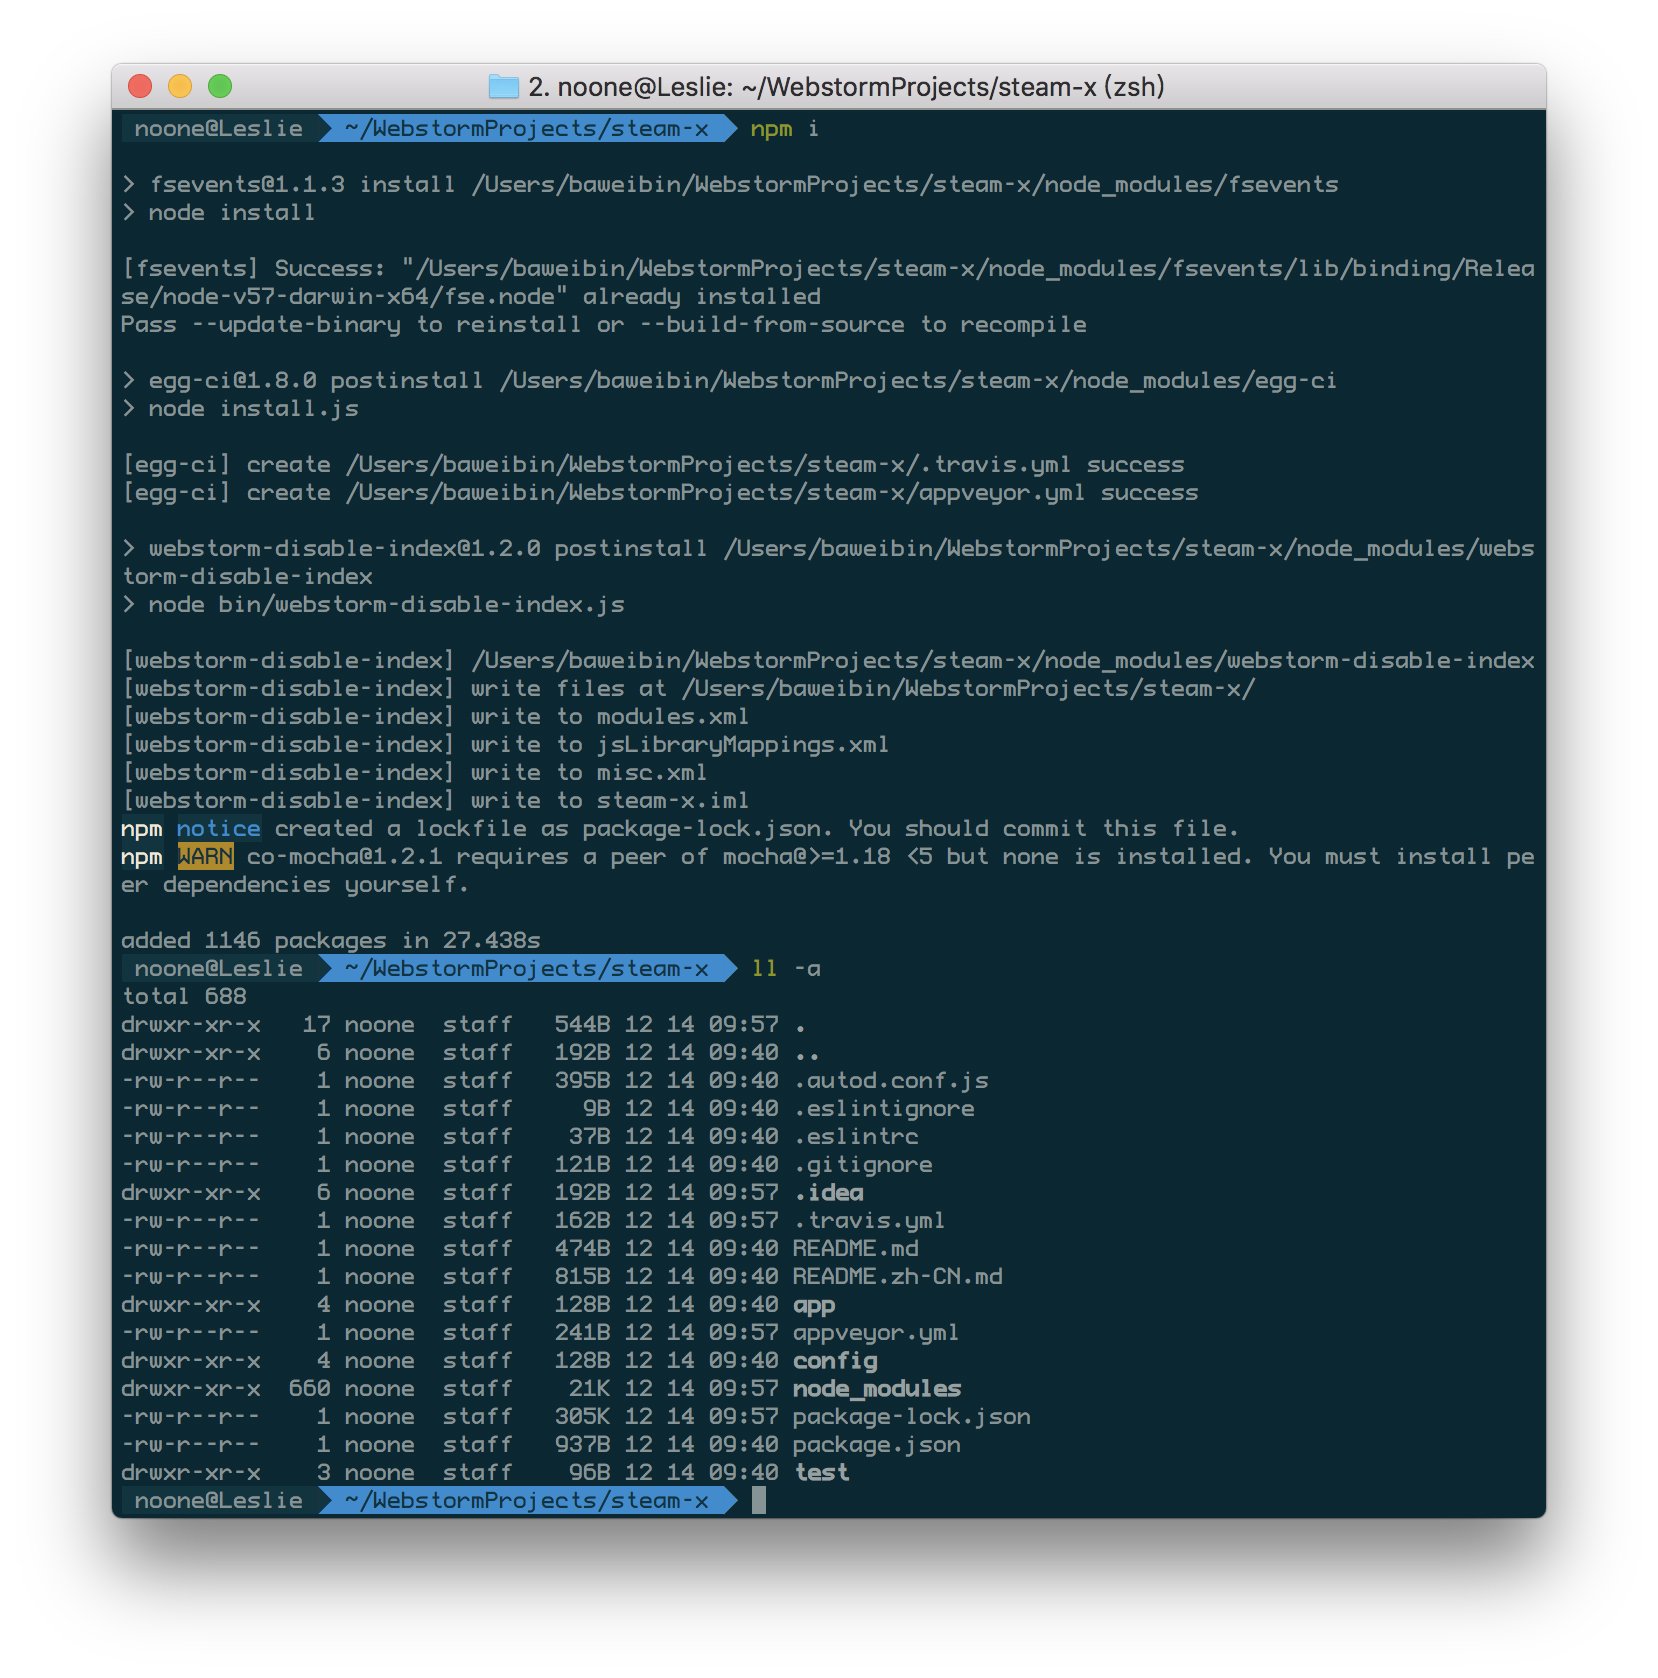 2. noone@Leslie: ~/WebstormProjects/steam-x (zsh)
noone@Leslie ~/WebstormProjects/steam-x npm i
> fsevents@1.1.3 install /Users/baweibin/WebstormProjects/steam-x/node_modules/fsevents
> node install
[fsevents] Success: "/Users/baweibin/WebstormProjects/steam-x/node_modules/fsevents/lib/binding/Relea
se/node-v57-darwin-x64/fse.node" already installed
Pass --update-binary to reinstall or --build-from-source to recompile
> egg-ci@1.8.0 postinstall /Users/baweibin/WebstormProjects/steam-x/node_modules/egg-ci
> node install.js
[egg-ci] create /Users/baweibin/WebstormProjects/steam-x/.travis.yml success
[egg-ci] create /Users/baweibin/WebstormProjects/steam-x/appveyor.yml success
> webstorm-disable-index@1.2.0 postinstall /Users/baweibin/WebstormProjects/steam-x/node_modules/webs
torm-disable-index
> node bin/webstorm-disable-index.js
[webstorm-disable-index] /Users/baweibin/WebstormProjects/steam-x/node_modules/webstorm-disable-index
[webstorm-disable-index] write files at /Users/baweibin/WebstormProjects/steam-x/
[webstorm-disable-index] write to modules.xml
[webstorm-disable-index] write to jsLibraryMappings.xml
[webstorm-disable-index] write to misc.xml
[webstorm-disable-index] write to steam-x.iml
npm notice created a lockfile as package-lock.json. You should commit this file.
npm WARN co-mocha@1.2.1 requires a peer of mocha@>=1.18 <5 but none is installed. You must install pe
er dependencies yourself.
added 1146 packages in 27.438s
noone@Leslie ~/WebstormProjects/steam-x ll -a
total 688
drwxr-xr-x 17 noone staff 544B 12 14 09:57 .
drwxr-xr-x 6 noone staff 192B 12 14 09:40 ..
-rw-r--r-- 1 noone staff 395B 12 14 09:40 .autod.conf.js
-rw-r--r-- 1 noone staff 9B 12 14 09:40 .eslintignore
-rw-r--r-- 1 noone staff 37B 12 14 09:40 .eslintrc
-rw-r--r-- 1 noone staff 121B 12 14 09:40 .gitignore
drwxr-xr-x 6 noone staff 192B 12 14 09:57 .idea
-rw-r--r-- 1 noone staff 162B 12 14 09:57 .travis.yml
-rw-r--r-- 1 noone staff 474B 12 14 09:40 README.md
-rw-r--r-- 1 noone staff 815B 12 14 09:40 README.zh-CN.md
drwxr-xr-x 4 noone staff 128B 12 14 09:40 app
-rw-r--r-- 1 noone staff 241B 12 14 09:57 appveyor.yml
drwxr-xr-x 4 noone staff 128B 12 14 09:40 config
drwxr-xr-x 660 noone staff 21K 12 14 09:57 node_modules
-rw-r--r-- 1 noone staff 305K 12 14 09:57 package-lock.json
-rw-r--r-- 1 noone staff 937B 12 14 09:40 package.json
drwxr-xr-x 3 noone staff 96B 12 14 09:40 test
noone@Leslie ~/WebstormProjects/steam-x